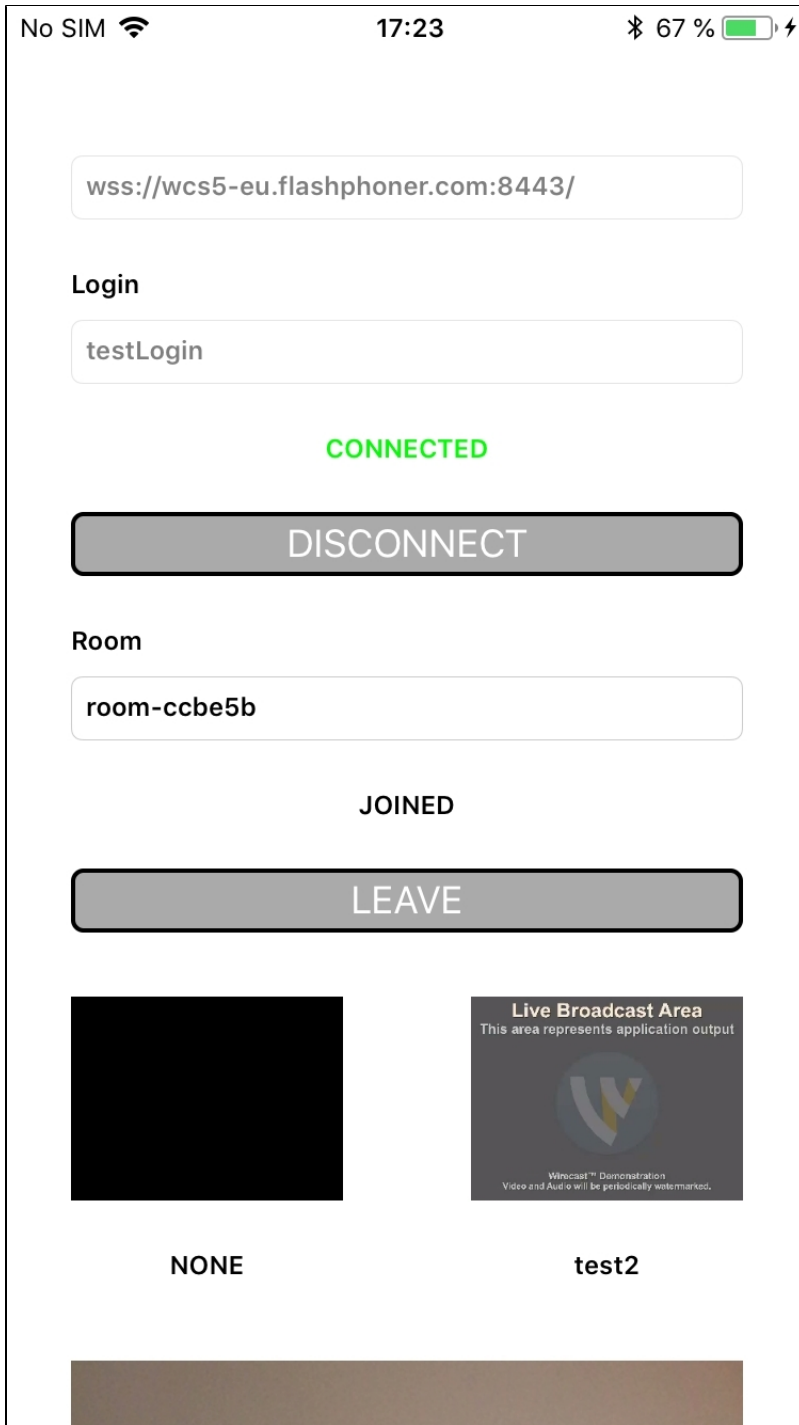 No SIM 17:23 67 %
wss://wcs5-eu.flashphoner.com:8443/
Login
testLogin
CONNECTED
DISCONNECT
Room
room-ccbe5b
JOINED
LEAVE
Live Broadcast Area
This area represents application output
W
Wirecast™ Demonstration
Video and Audio will be periodically watermarked.
NONE
test2